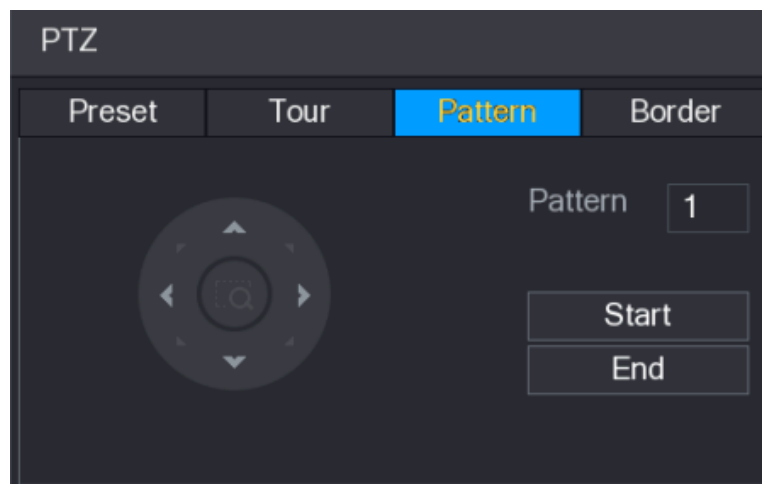 PTZ
Preset Tour Pattern Border
Pattern 1
Start
End